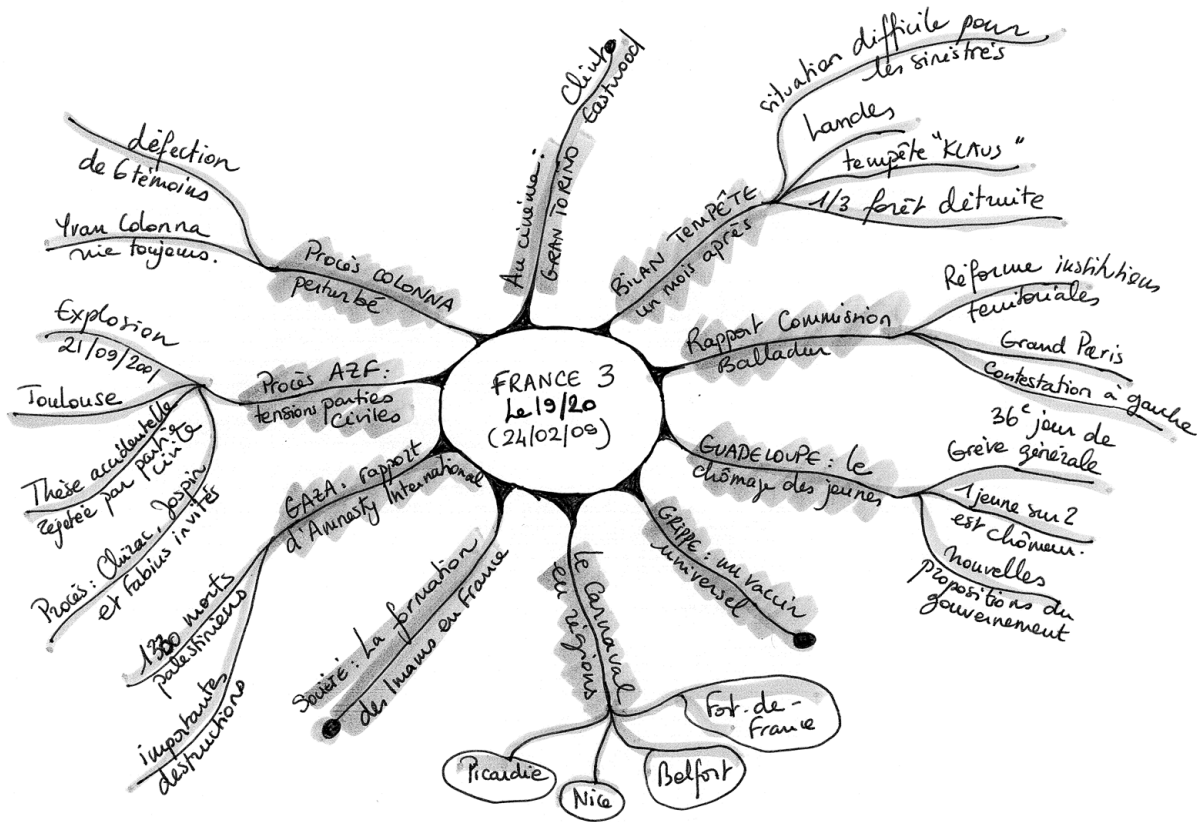 FRANCE 3
Le 19/20
(24/02/09)
Au cinéma :
GRAN TORINO
Clint
Eastwood
BILAN TEMPÊTE
un mois après
situation difficile pour
les sinistrés
Landes
tempête "KLAUS"
1/3 forêt détruite
Rapport Commission
Balladur
Réforme institutions
territoriales
Grand Paris
Contestation à gauche
GUADELOUPE : le
chômage des jeunes
36e jour de
Grève générale
1 jeune sur 2
est chômeur.
nouvelles
propositions du
gouvernement
GRIPPE : un vaccin
universel
Le Carnaval
en régions
Fort-de-
France
Belfort
Nice
Picardie
Société : La formation
des Imams en France
GAZA : rapport
d'Amnesty International
1300 morts
palestiniens
importantes
destructions
Procès AZF :
tensions parties
civiles
Explosion
21/09/2001
Toulouse
Thèse accidentelle
rejetée par partie
civile
Procès : Chirac, Jospin
et Fabius invités
Procès COLONNA
perturbé
défection
de 6 témoins
Yvan Colonna
nie toujours.